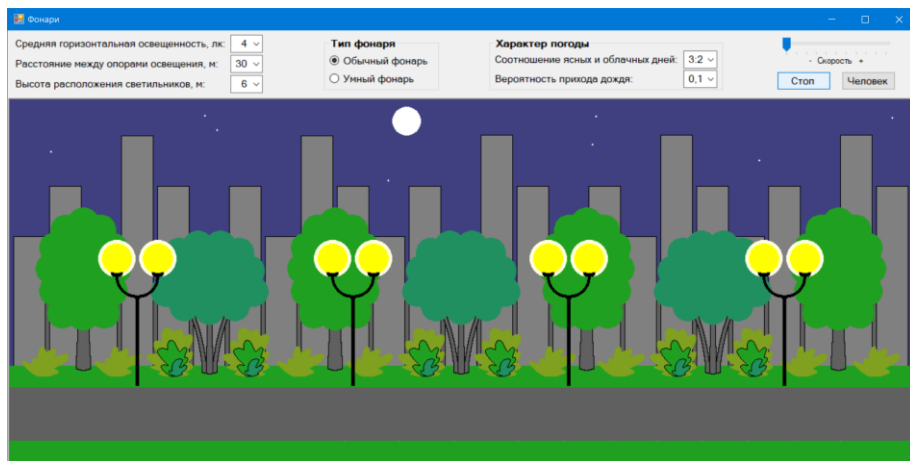 Фонари
Средняя горизонтальная освещенность, лк: 4
Расстояние между опорами освещения, м: 30
Высота расположения светильников, м: 6
Тип фонаря
Обычный фонарь
Умный фонарь
Характер погоды
Соотношение ясных и облачных дней: 3:2
Вероятность прихода дождя: 0,1
- Скорость +
Стоп Человек